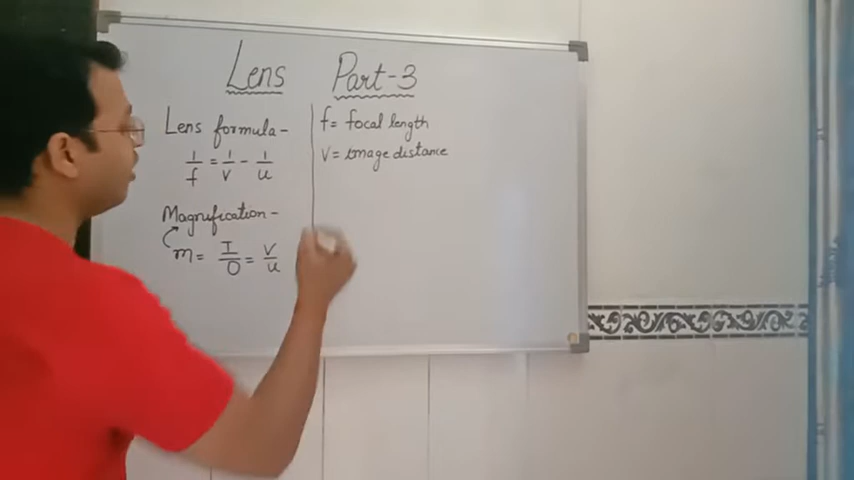 Lens Part-3
Lens formula-
1/f = 1/v - 1/u
Magnification-
m = I/O = v/u
f = focal length
v = image distance